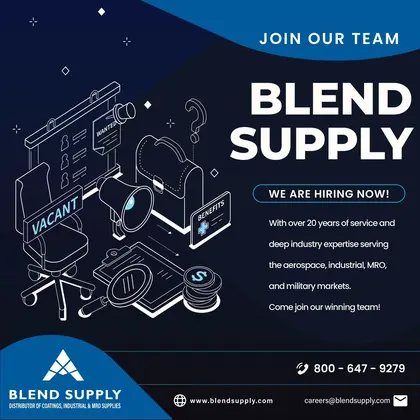 JOIN OUR TEAM
BLEND
SUPPLY
WE ARE HIRING NOW!
With over 20 years of service and
deep industry expertise serving
the aerospace, industrial, MRO,
and military markets.
Come join our winning team!
WANTED
VACANT
BENEFITS
$
BLEND SUPPLY
DISTRIBUTOR OF COATINGS, INDUSTRIAL & MRO SUPPLIES
800 - 647 - 9279
www.blendsupply.com
careers@blendsupply.com